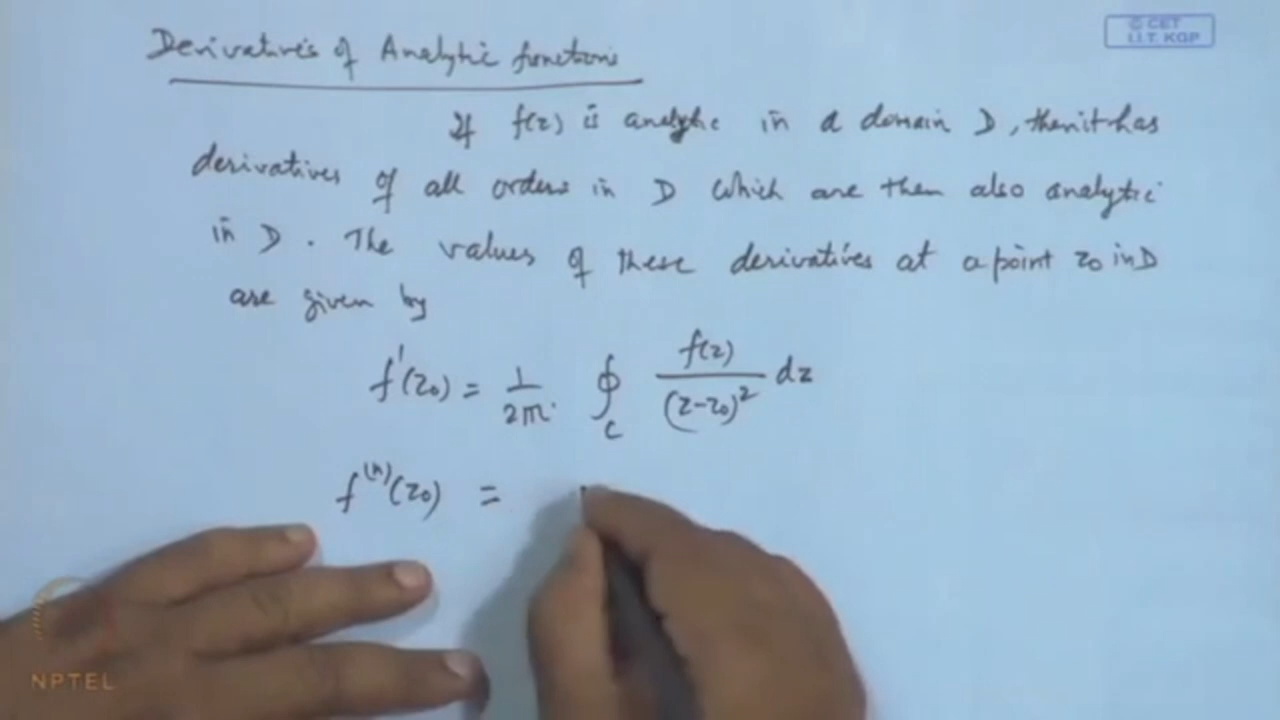 © CET
I.I.T. KGP
Derivatives of Analytic functions
If f(z) is analytic in a domain D, then it has
derivatives of all orders in D which are then also analytic
in D. The values of these derivatives at a point z₀ in D
are given by
f'(z₀) = 1/2πi ∮_C f(z)/(z-z₀)² dz
f⁽ⁿ⁾(z₀) =
NPTEL